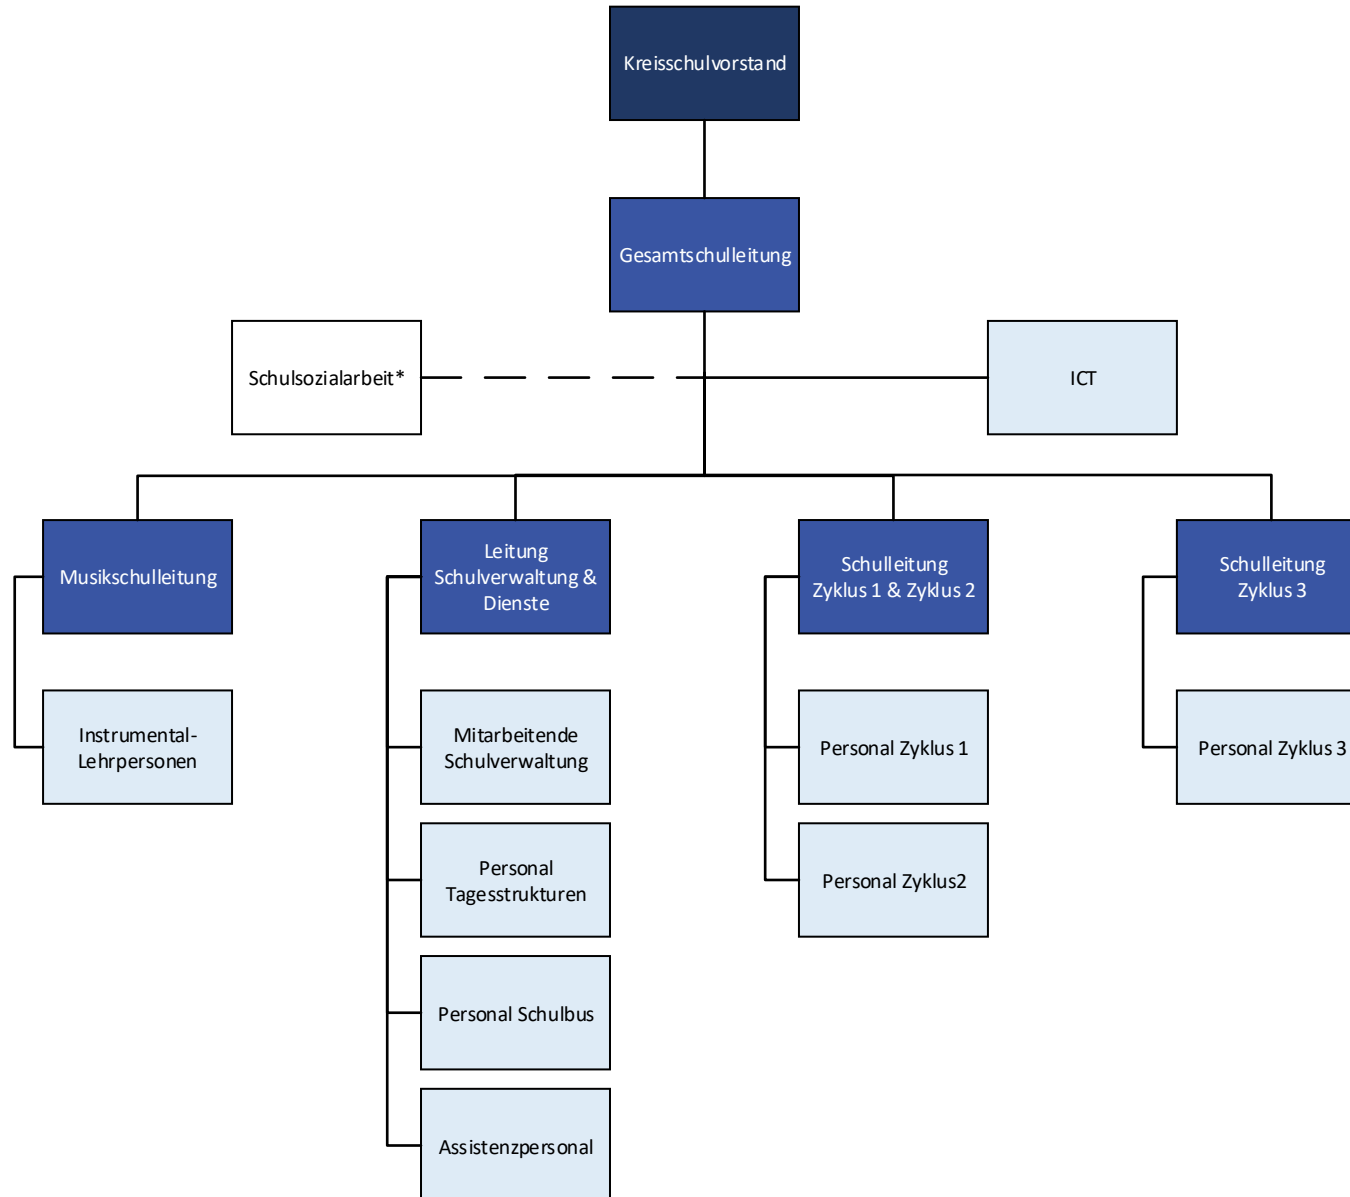 Kreisschulvorstand
Gesamtschulleitung
Schulsozialarbeit*
ICT
Musikschulleitung
Leitung
Schulverwaltung &
Dienste
Schulleitung
Zyklus 1 & Zyklus 2
Schulleitung
Zyklus 3
Instrumental-
Lehrpersonen
Mitarbeitende
Schulverwaltung
Personal Zyklus 1
Personal Zyklus 3
Personal
Tagesstrukturen
Personal Zyklus2
Personal Schulbus
Assistenzpersonal